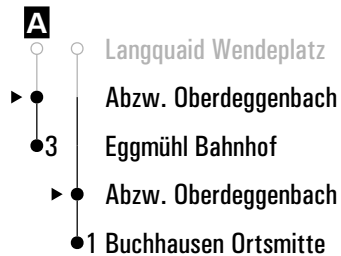 A
Langquaid Wendeplatz
Abzw. Oberdeggenbach
3 Eggmühl Bahnhof
Abzw. Oberdeggenbach
1 Buchhausen Ortsmitte